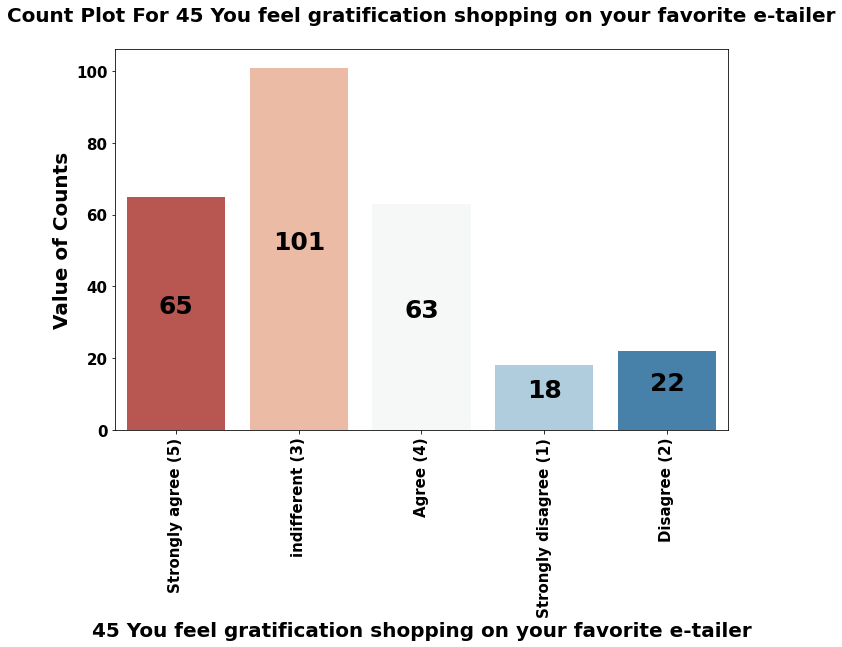 Count Plot For 45 You feel gratification shopping on your favorite e-tailer
Value of Counts
100
80
60
40
20
0
65
101
63
18
22
Strongly agree (5)
indifferent (3)
Agree (4)
Strongly disagree (1)
Disagree (2)
45 You feel gratification shopping on your favorite e-tailer